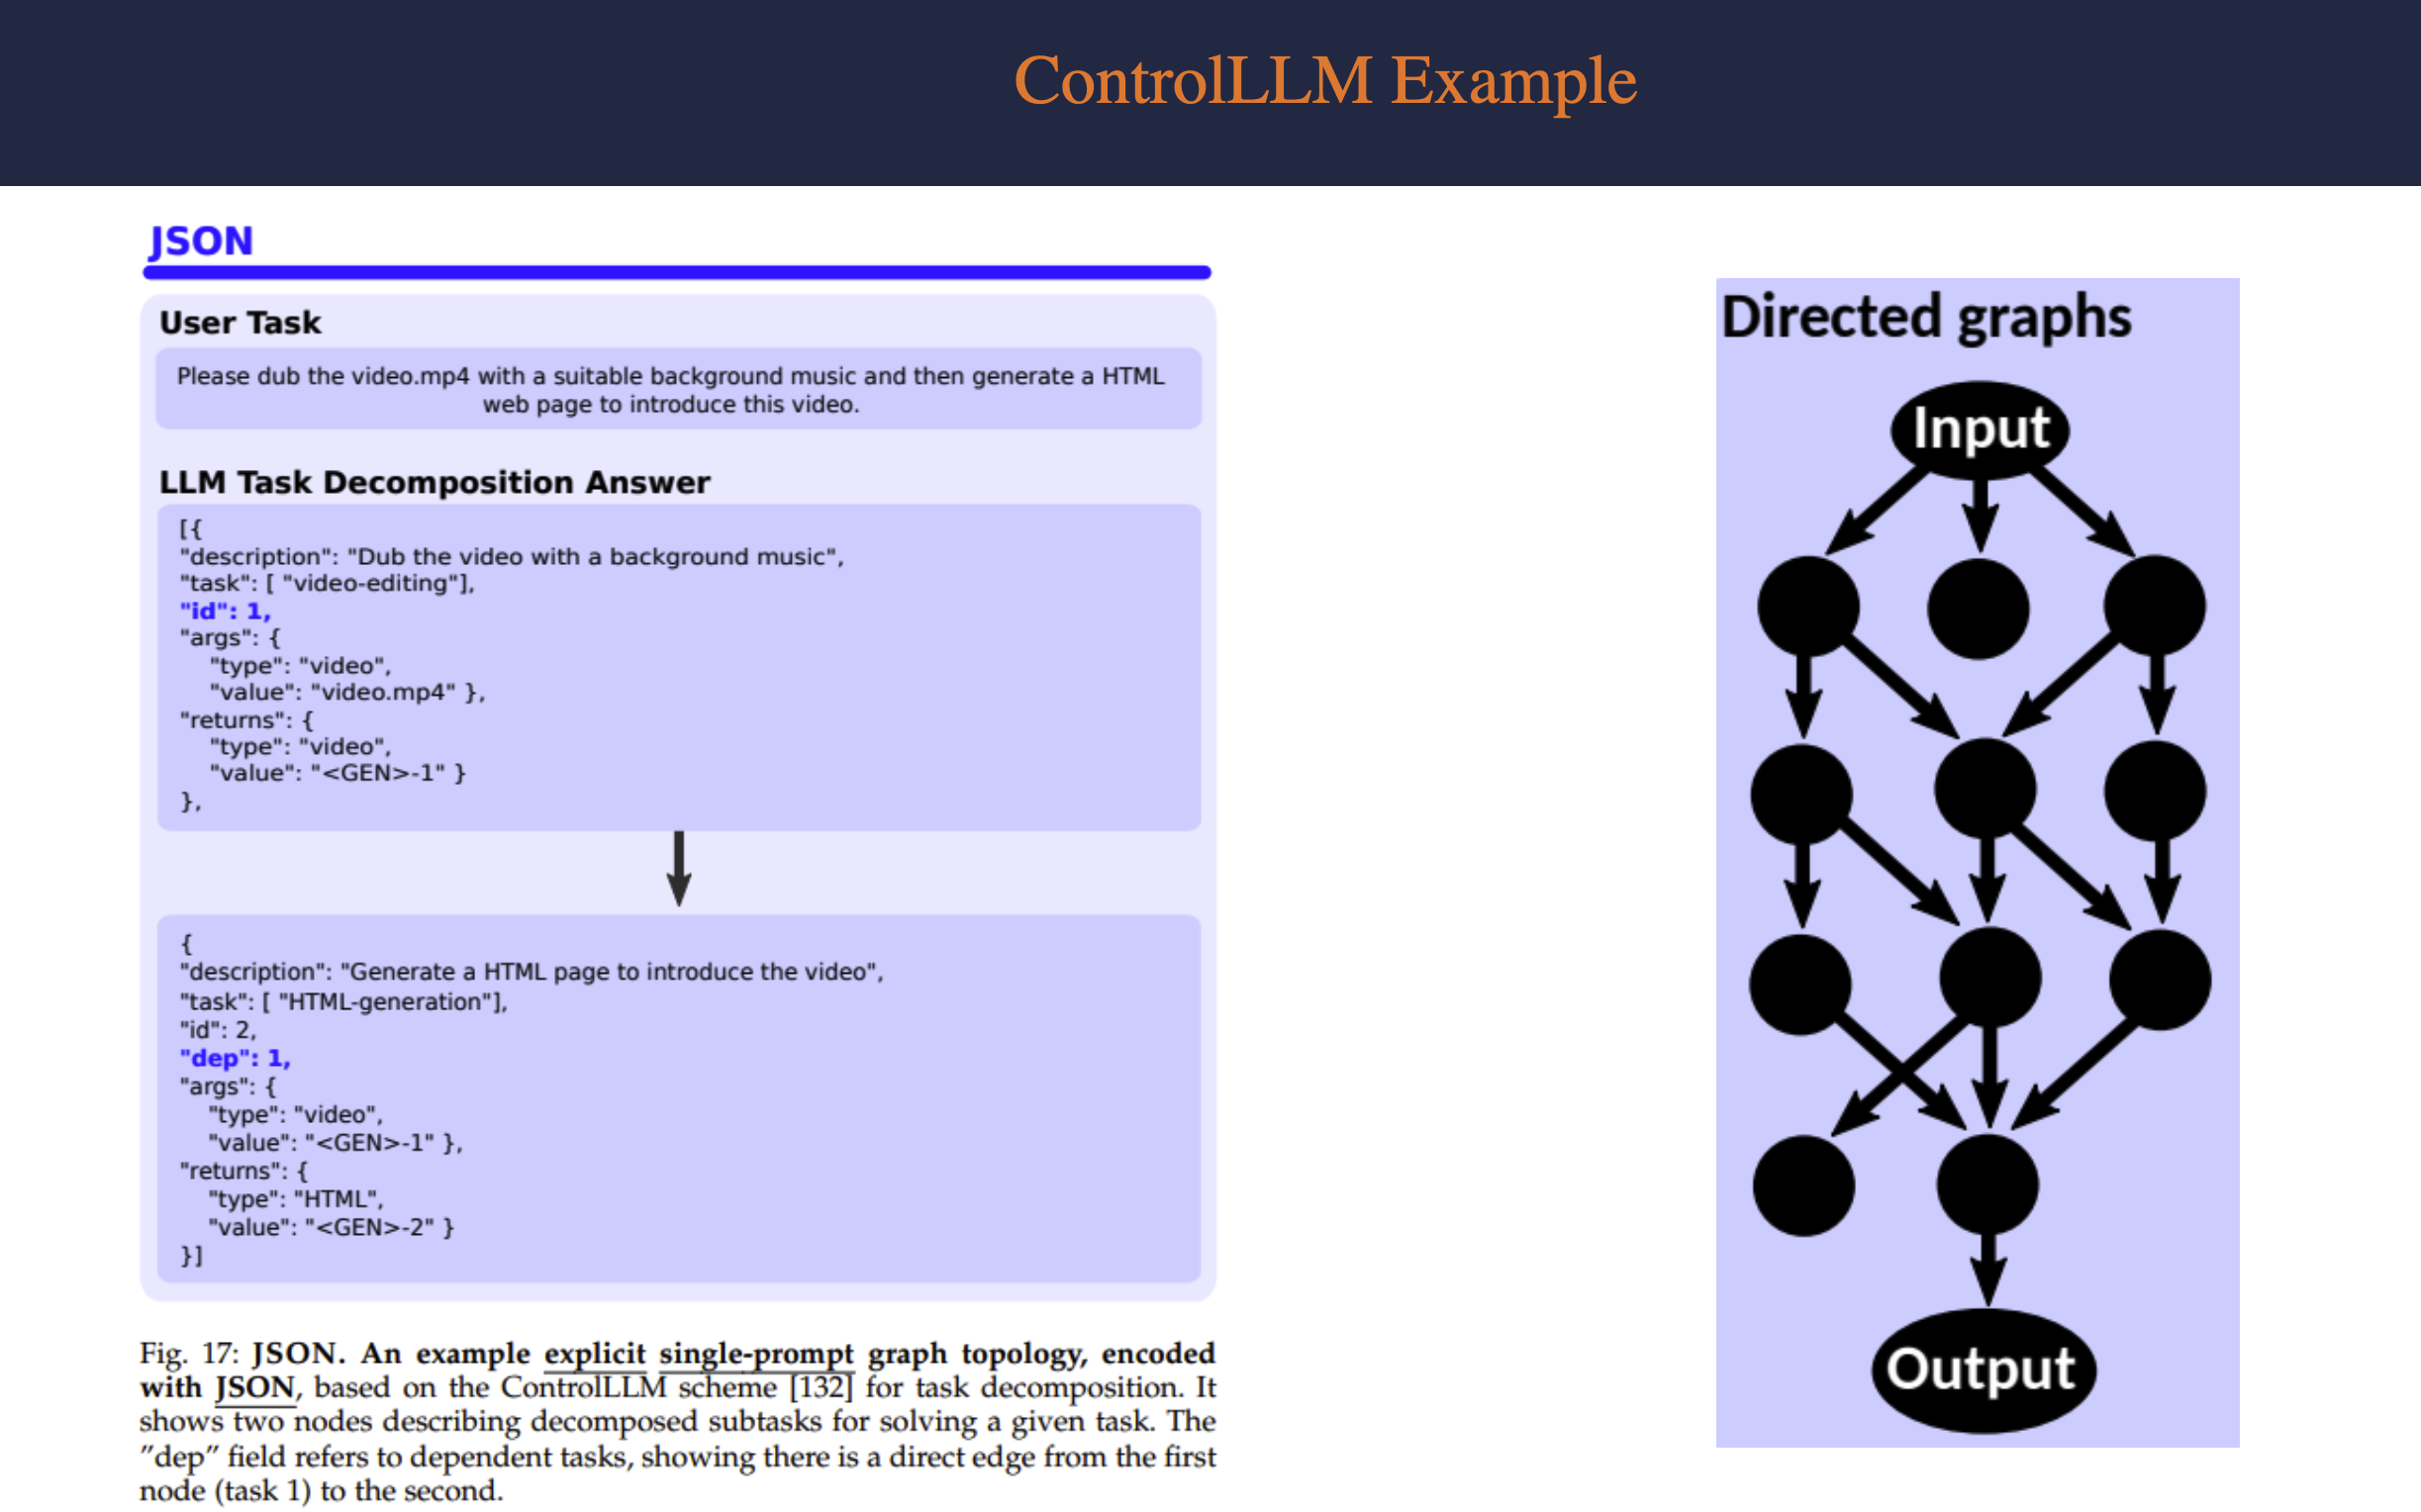 ControlLLM Example
JSON
User Task
Please dub the video.mp4 with a suitable background music and then generate a HTML
web page to introduce this video.
LLM Task Decomposition Answer
[{
"description": "Dub the video with a background music",
"task": [ "video-editing"],
"id": 1,
"args": {
"type": "video",
"value": "video.mp4" },
"returns": {
"type": "video",
"value": "<GEN>-1" }
},
{
"description": "Generate a HTML page to introduce the video",
"task": [ "HTML-generation"],
"id": 2,
"dep": 1,
"args": {
"type": "video",
"value": "<GEN>-1" },
"returns": {
"type": "HTML",
"value": "<GEN>-2" }
}]
Fig. 17: JSON. An example explicit single-prompt graph topology, encoded
with JSON, based on the ControlLLM scheme [132] for task decomposition. It
shows two nodes describing decomposed subtasks for solving a given task. The
"dep" field refers to dependent tasks, showing there is a direct edge from the first
node (task 1) to the second.
Directed graphs
Input
Output